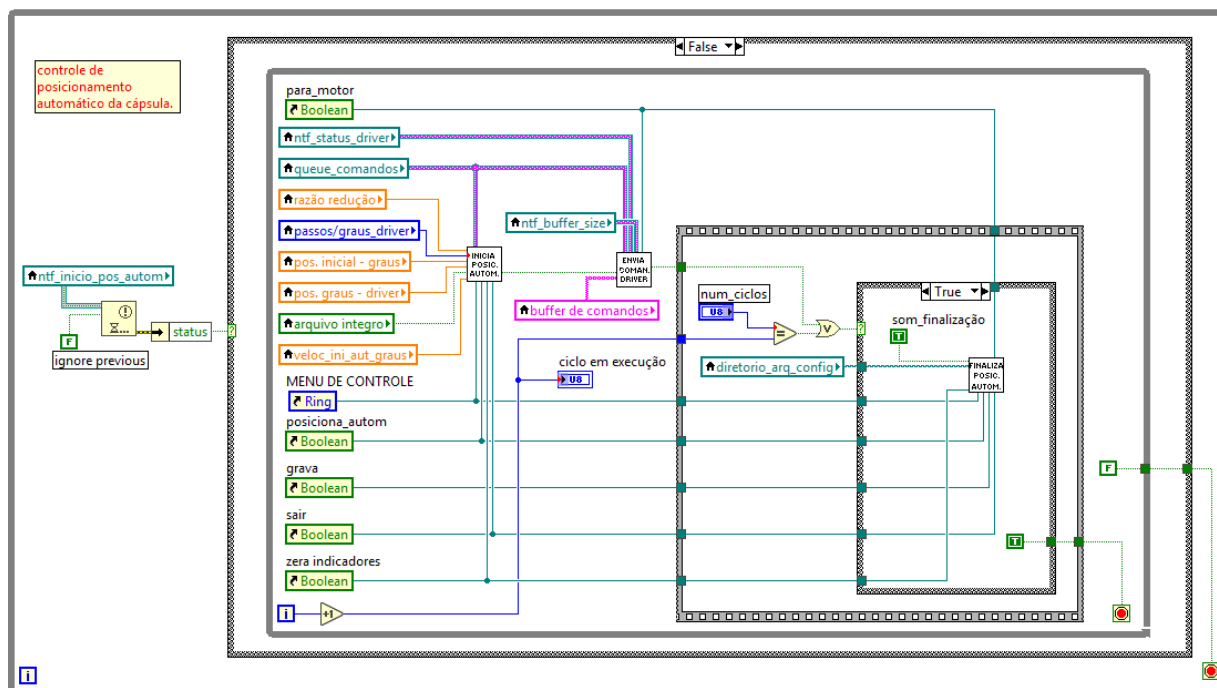 controle de
posicionamento
automático da cápsula.
False
para_motor
Boolean
ntf_status_driver
queue_comandos
razão redução
passos/graus_driver
pos. inicial - graus
pos. graus - driver
arquivo integro
veloc_ini_aut_graus
INICIA
POSIC.
AUTOM.
ntf_buffer_size
ENVIA
COMAN.
DRIVER
buffer de comandos
ntf_inicio_pos_autom
status
?
F
ignore previous
MENU DE CONTROLE
Ring
posiciona_autom
Boolean
grava
Boolean
sair
Boolean
zera indicadores
Boolean
i
+1
ciclo em execução
U8
num_ciclos
U8
=
V
?
True
som_finalização
T
diretorio_arq_config
FINALIZA
POSIC.
AUTOM.
T
F
i